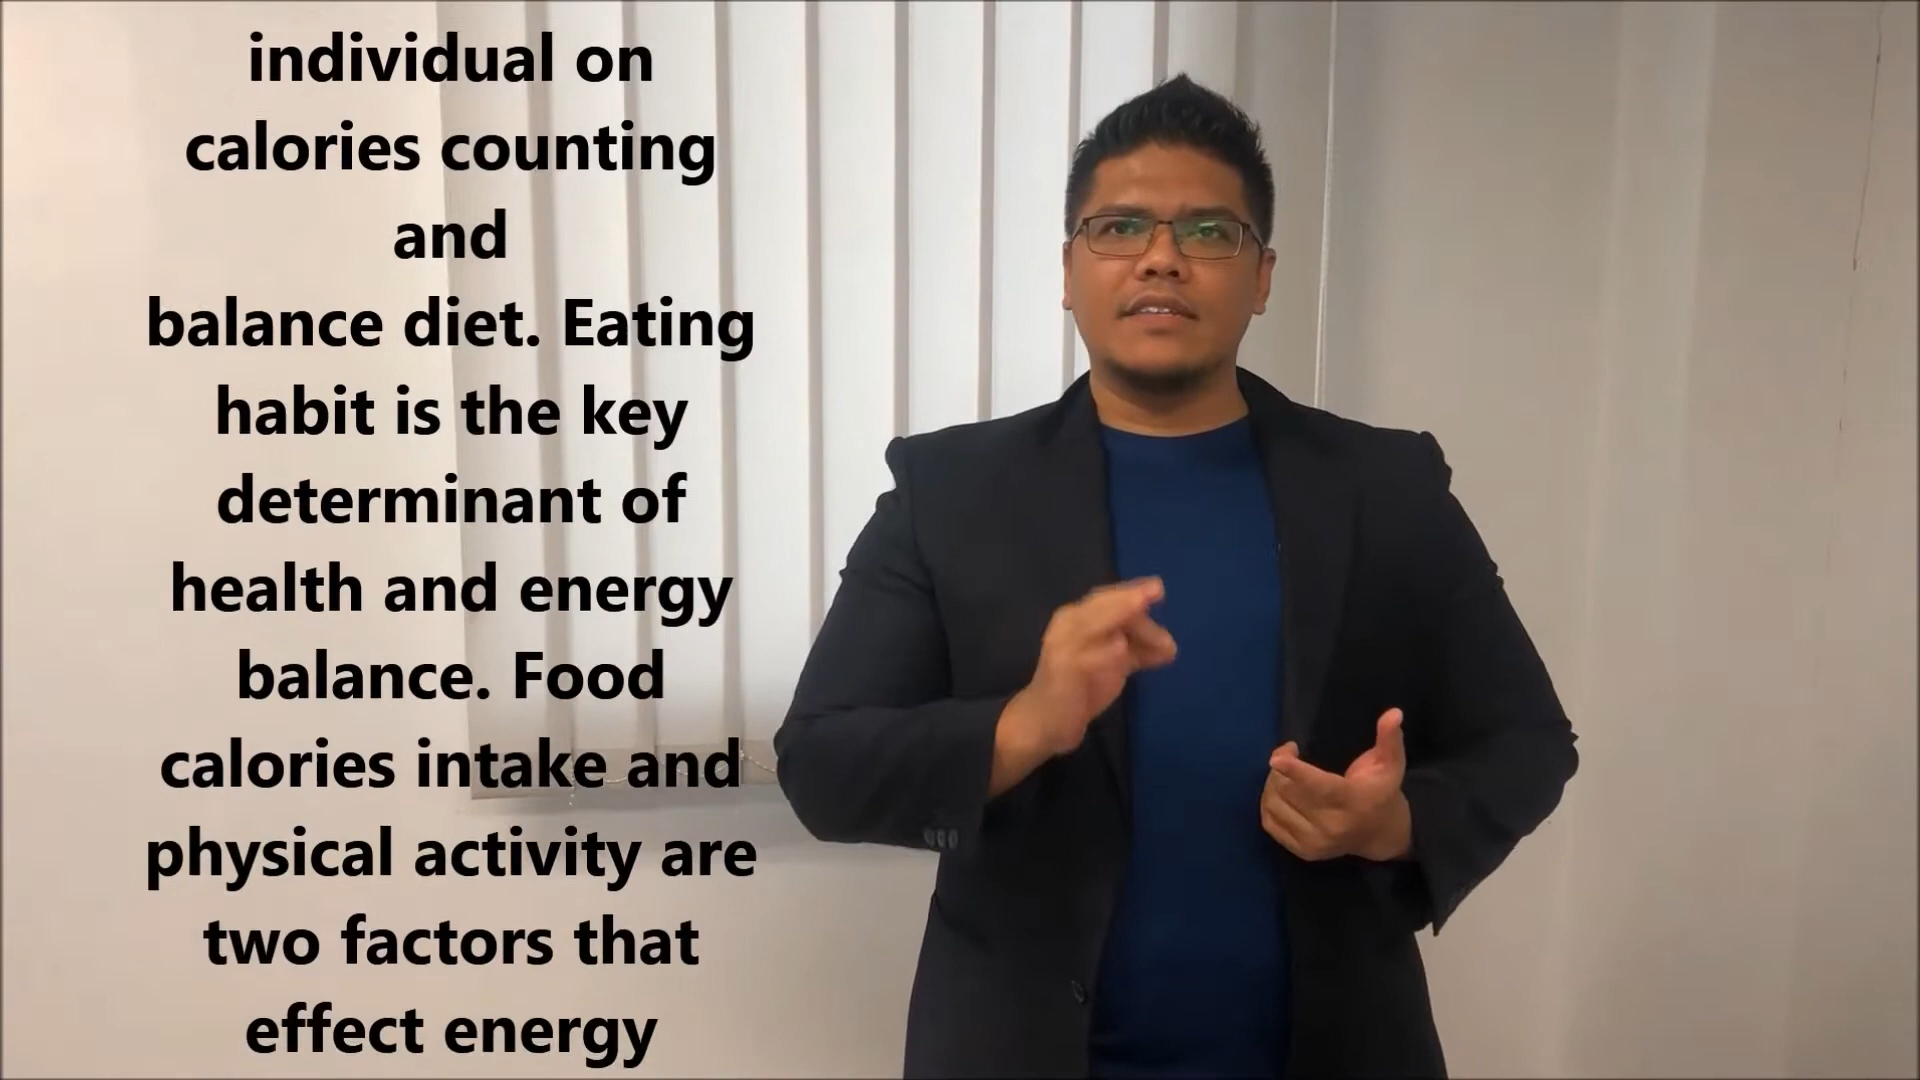 individual on
calories counting
and
balance diet. Eating
habit is the key
determinant of
health and energy
balance. Food
calories intake and
physical activity are
two factors that
effect energy